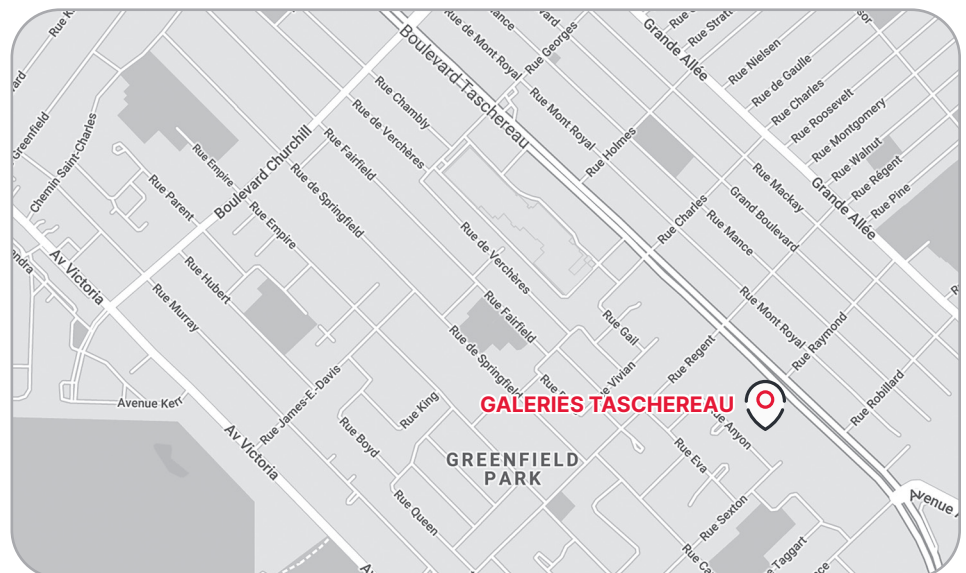 Rue de Mont Royal
Rue Georges
Boulevard Taschereau
Grande Allée
Rue Nielsen
Rue de Gaulle
Rue Charles
Rue Roosevelt
Rue Montgomery
Rue Walnut
Rue Régent
Rue Pine
Greenfield
Chemin Saint-Charles
Rue Chambly
Rue de Verchères
Rue Fairfield
Rue Mont Royal
Rue Holmes
Rue Empire
Boulevard Churchill
Rue Parent
Rue de Springfield
Rue Empire
Rue Mackay
Grand Boulevard
Grande Allée
Rue Charles
Rue Mance
Av Victoria
Rue Hubert
Rue Murray
Rue de Verchères
Rue Fairfield
Rue de Springfield
Rue Gail
Rue Mont Royal
Rue Raymond
Rue Regent
Rue Vivian
Rue Robillard
Avenue Kerr
Rue James-E.-Davis
Rue King
GALERIES TASCHEREAU
Rue Anyon
Av Victoria
Rue Boyd
GREENFIELD
PARK
Rue Eva
Rue Queen
Rue Sexton
Avenue
Taggart